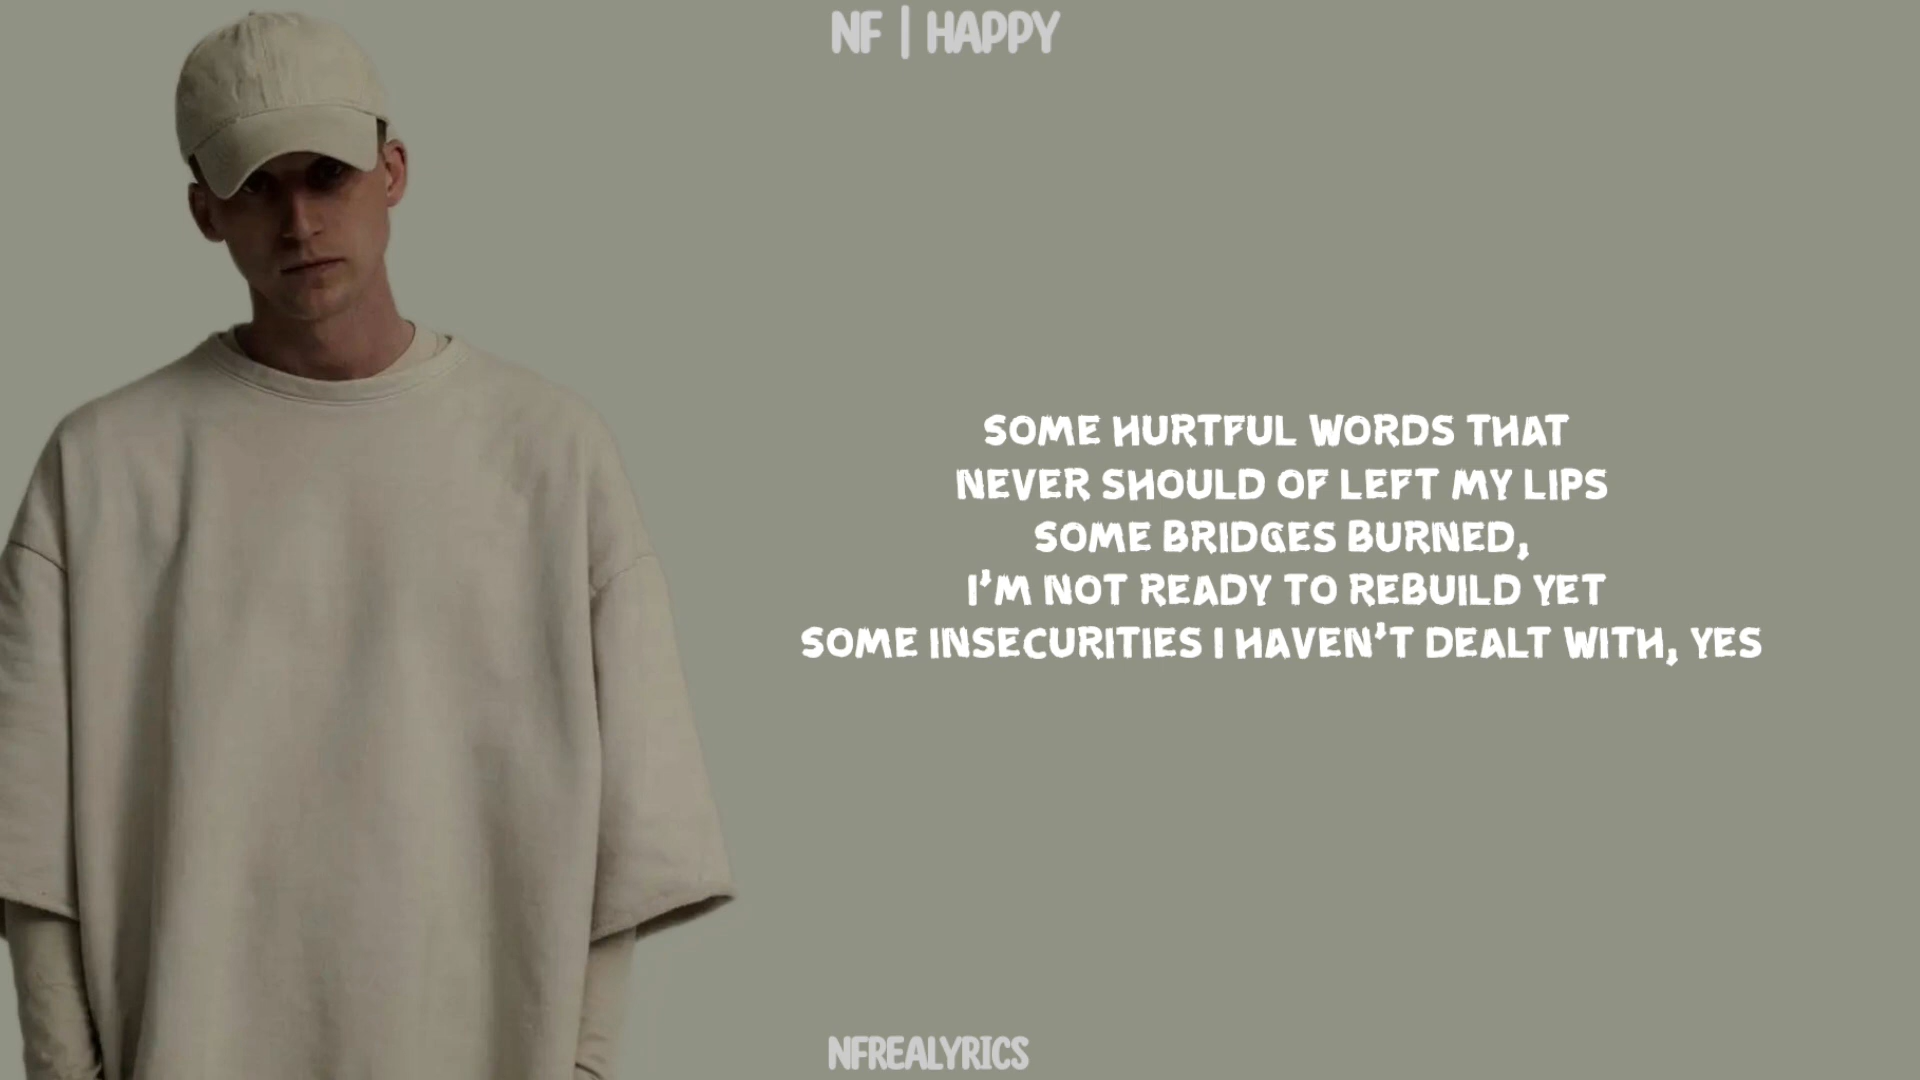 NF | HAPPY
SOME HURTFUL WORDS THAT
NEVER SHOULD OF LEFT MY LIPS
SOME BRIDGES BURNED,
I'M NOT READY TO REBUILD YET
SOME INSECURITIES I HAVEN'T DEALT WITH, YES
NFREALYRICS